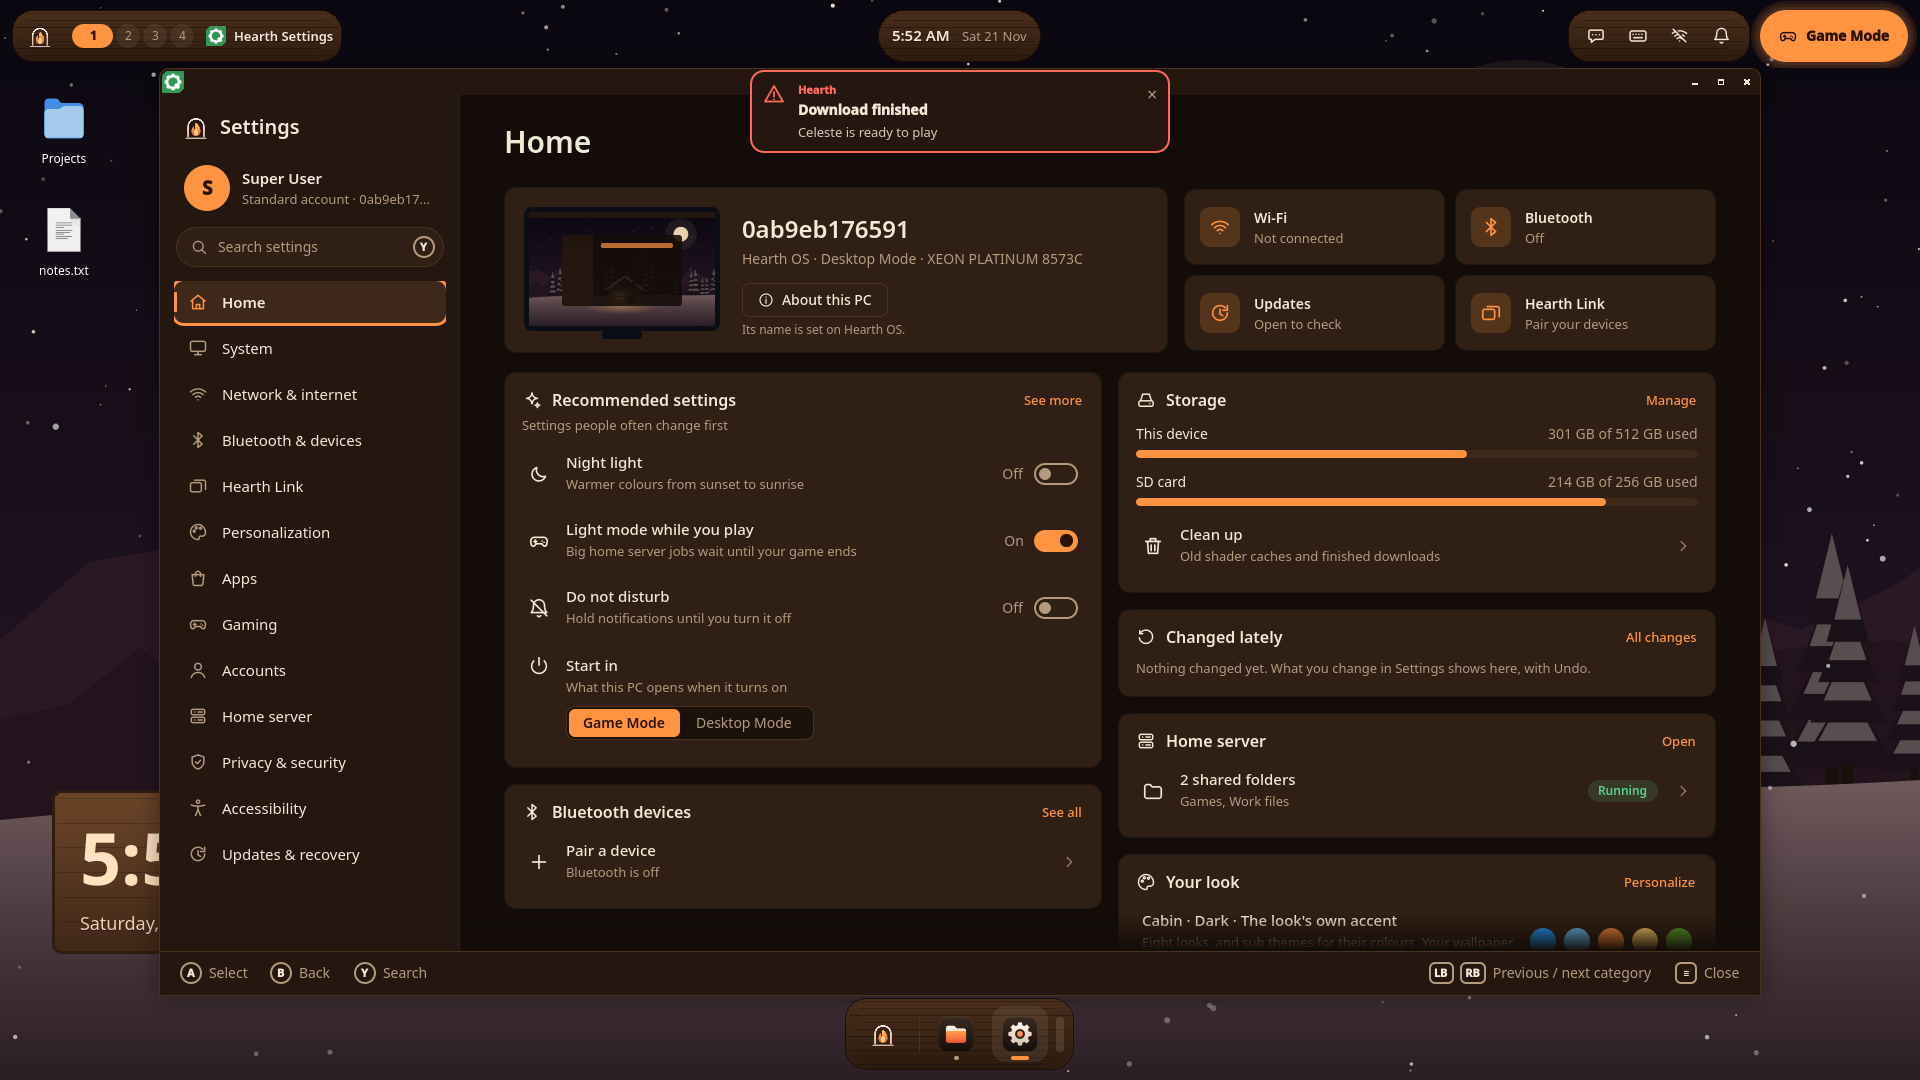 1 2 3 4 Hearth Settings
5:52 AM Sat 21 Nov
Game Mode
Projects
notes.txt
Hearth
Download finished
Celeste is ready to play
Settings
Super User
Standard account · 0ab9eb17...
Search settings Y
Home
System
Network & internet
Bluetooth & devices
Hearth Link
Personalization
Apps
Gaming
Accounts
Home server
Privacy & security
Accessibility
Updates & recovery
Home
0ab9eb176591
Hearth OS · Desktop Mode · XEON PLATINUM 8573C
About this PC
Its name is set on Hearth OS.
Wi-Fi
Not connected
Bluetooth
Off
Updates
Open to check
Hearth Link
Pair your devices
Recommended settings See more
Settings people often change first
Night light
Warmer colours from sunset to sunrise
Off
Light mode while you play
Big home server jobs wait until your game ends
On
Do not disturb
Hold notifications until you turn it off
Off
Start in
What this PC opens when it turns on
Game Mode Desktop Mode
Bluetooth devices See all
Pair a device
Bluetooth is off
Storage Manage
This device 301 GB of 512 GB used
SD card 214 GB of 256 GB used
Clean up
Old shader caches and finished downloads
Changed lately All changes
Nothing changed yet. What you change in Settings shows here, with Undo.
Home server Open
2 shared folders
Games, Work files
Running
Your look Personalize
Cabin · Dark · The look's own accent
Eight looks, and sub themes for their colours. Your wallpaper
5:5
Saturday,
A Select B Back Y Search
LB RB Previous / next category Close